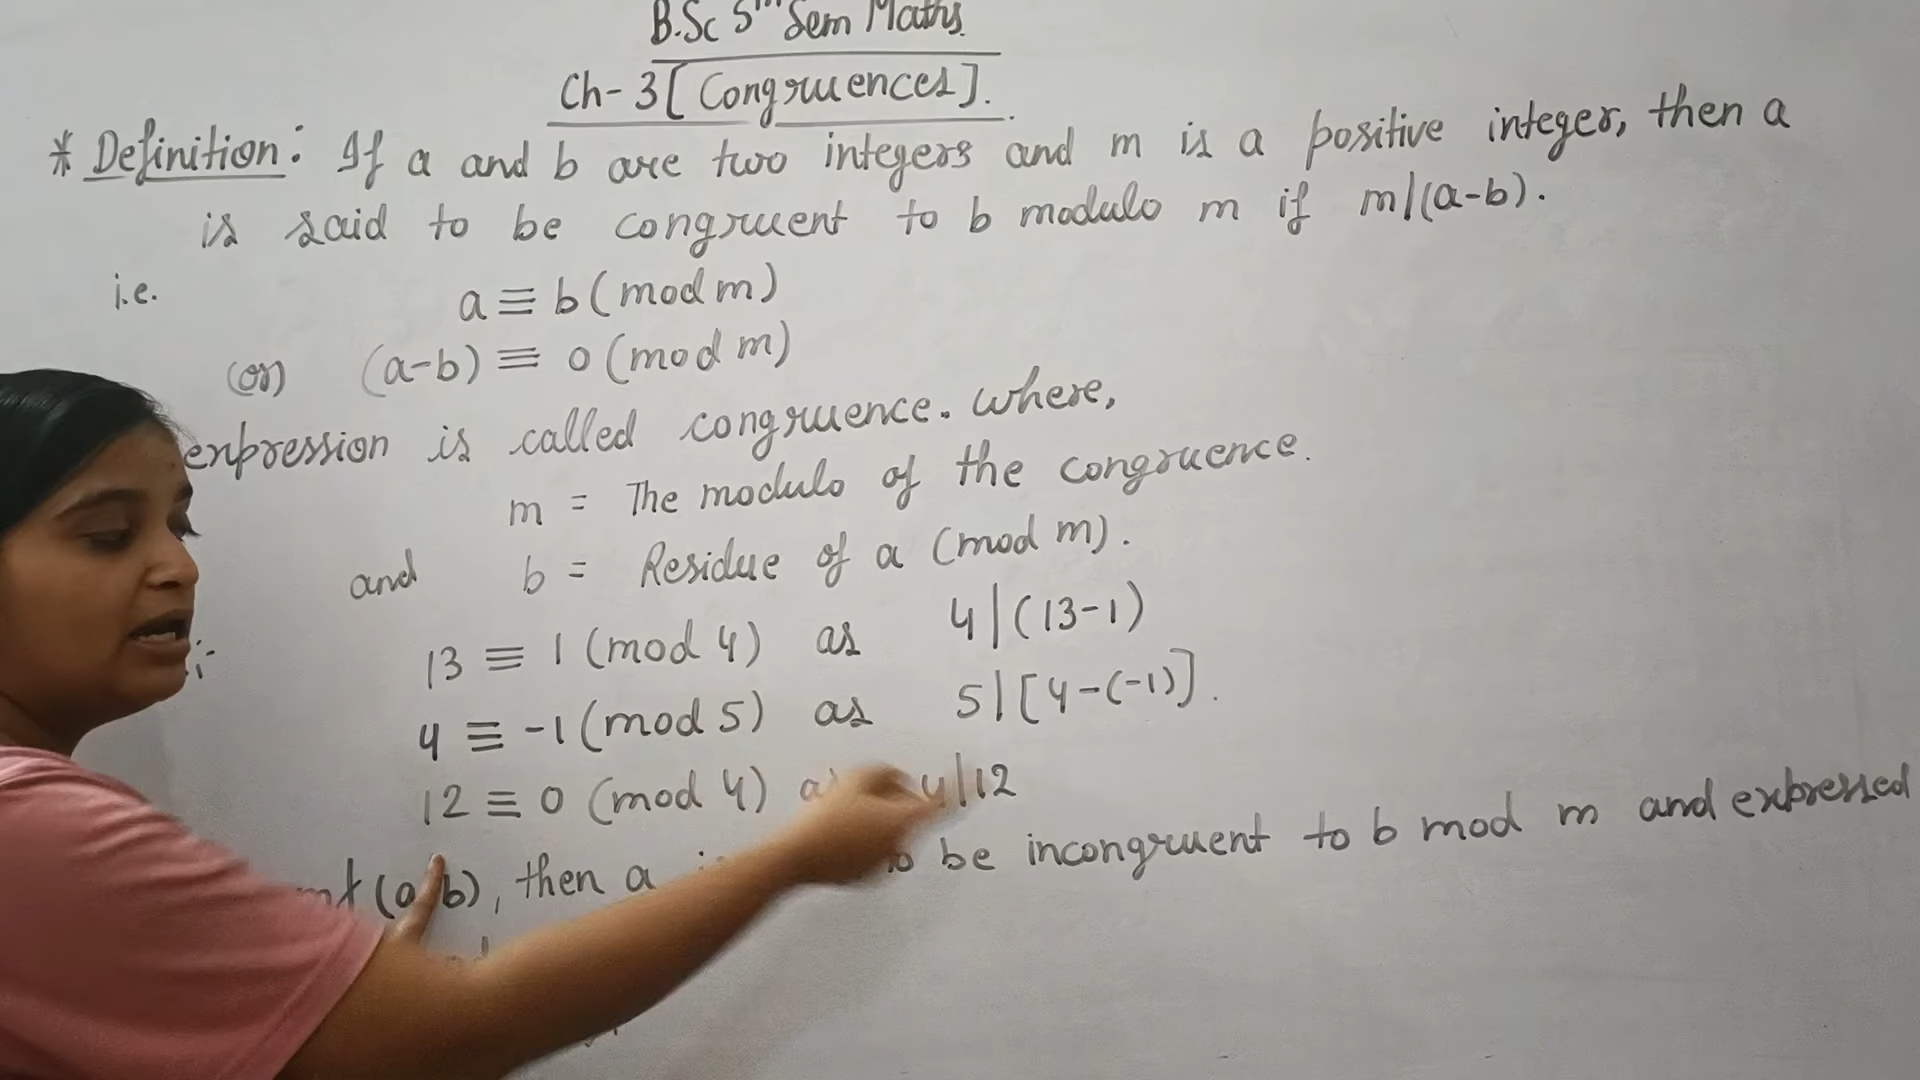 B.Sc 5th Sem Maths.
Ch-3 [Congruences].
* Definition: If a and b are two integers and m is a positive integer, then a
is said to be congruent to b modulo m if m|(a-b).
i.e. a ≡ b (mod m)
(or) (a-b) ≡ 0 (mod m)
expression is called congruence. where,
m = The modulo of the congruence.
and b = Residue of a (mod m).
13 ≡ 1 (mod 4) as 4|(13-1)
4 ≡ -1 (mod 5) as 5|[4-(-1)].
12 ≡ 0 (mod 4) as 4|12
m∤(a-b), then a be incongruent to b mod m and expressed